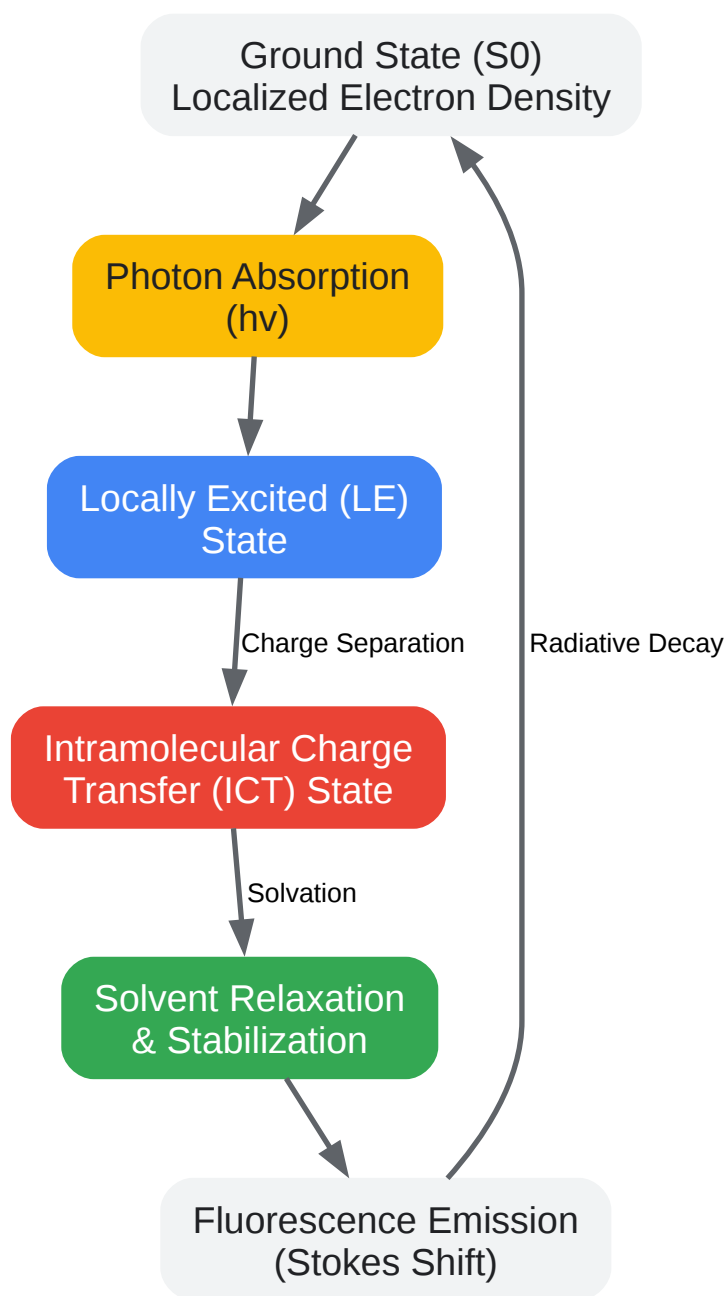 Ground State (S0)
Localized Electron Density
Photon Absorption
(hv)
Locally Excited (LE)
State
Charge Separation
Radiative Decay
Intramolecular Charge
Transfer (ICT) State
Solvation
Solvent Relaxation
& Stabilization
Fluorescence Emission
(Stokes Shift)